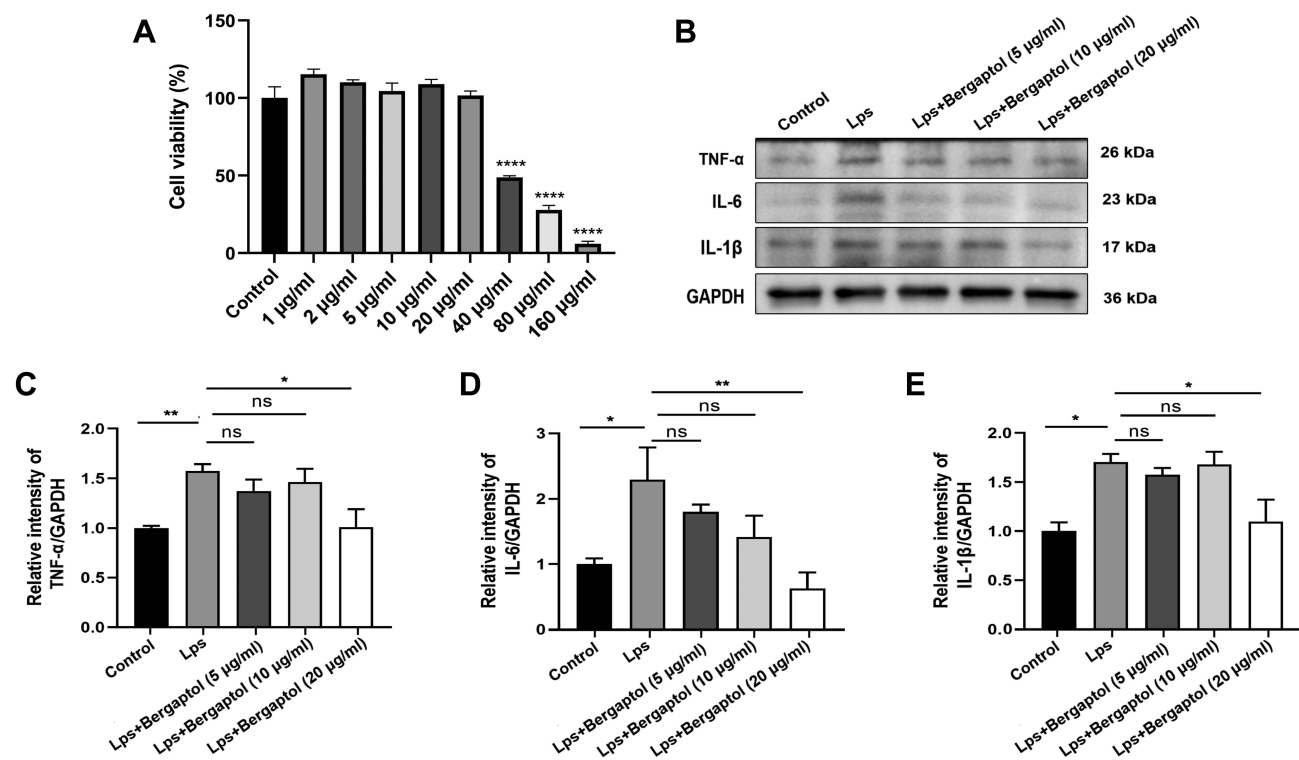 A
Cell viability (%)
150
100
50
0
****
****
****
Control
1 µg/ml
2 µg/ml
5 µg/ml
10 µg/ml
20 µg/ml
40 µg/ml
80 µg/ml
160 µg/ml
B
Control
Lps
Lps+Bergaptol (5 µg/ml)
Lps+Bergaptol (10 µg/ml)
Lps+Bergaptol (20 µg/ml)
TNF-α
26 kDa
IL-6
23 kDa
IL-1β
17 kDa
GAPDH
36 kDa
C
Relative intensity of
TNF-α/GAPDH
2.0
1.5
1.0
0.5
0.0
**
ns
ns
*
Control
Lps
Lps+Bergaptol (5 µg/ml)
Lps+Bergaptol (10 µg/ml)
Lps+Bergaptol (20 µg/ml)
D
Relative intensity of
IL-6/GAPDH
3
2
1
0
*
ns
ns
**
Control
Lps
Lps+Bergaptol (5 µg/ml)
Lps+Bergaptol (10 µg/ml)
Lps+Bergaptol (20 µg/ml)
E
Relative intensity of
IL-1β/GAPDH
2.0
1.5
1.0
0.5
0.0
*
ns
ns
*
Control
Lps
Lps+Bergaptol (5 µg/ml)
Lps+Bergaptol (10 µg/ml)
Lps+Bergaptol (20 µg/ml)